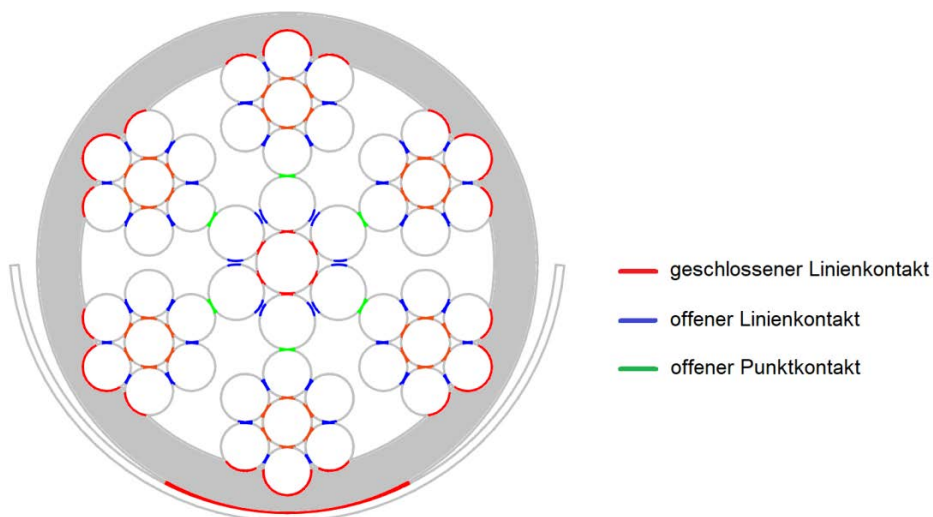 geschlossener Linienkontakt
offener Linienkontakt
offener Punktkontakt